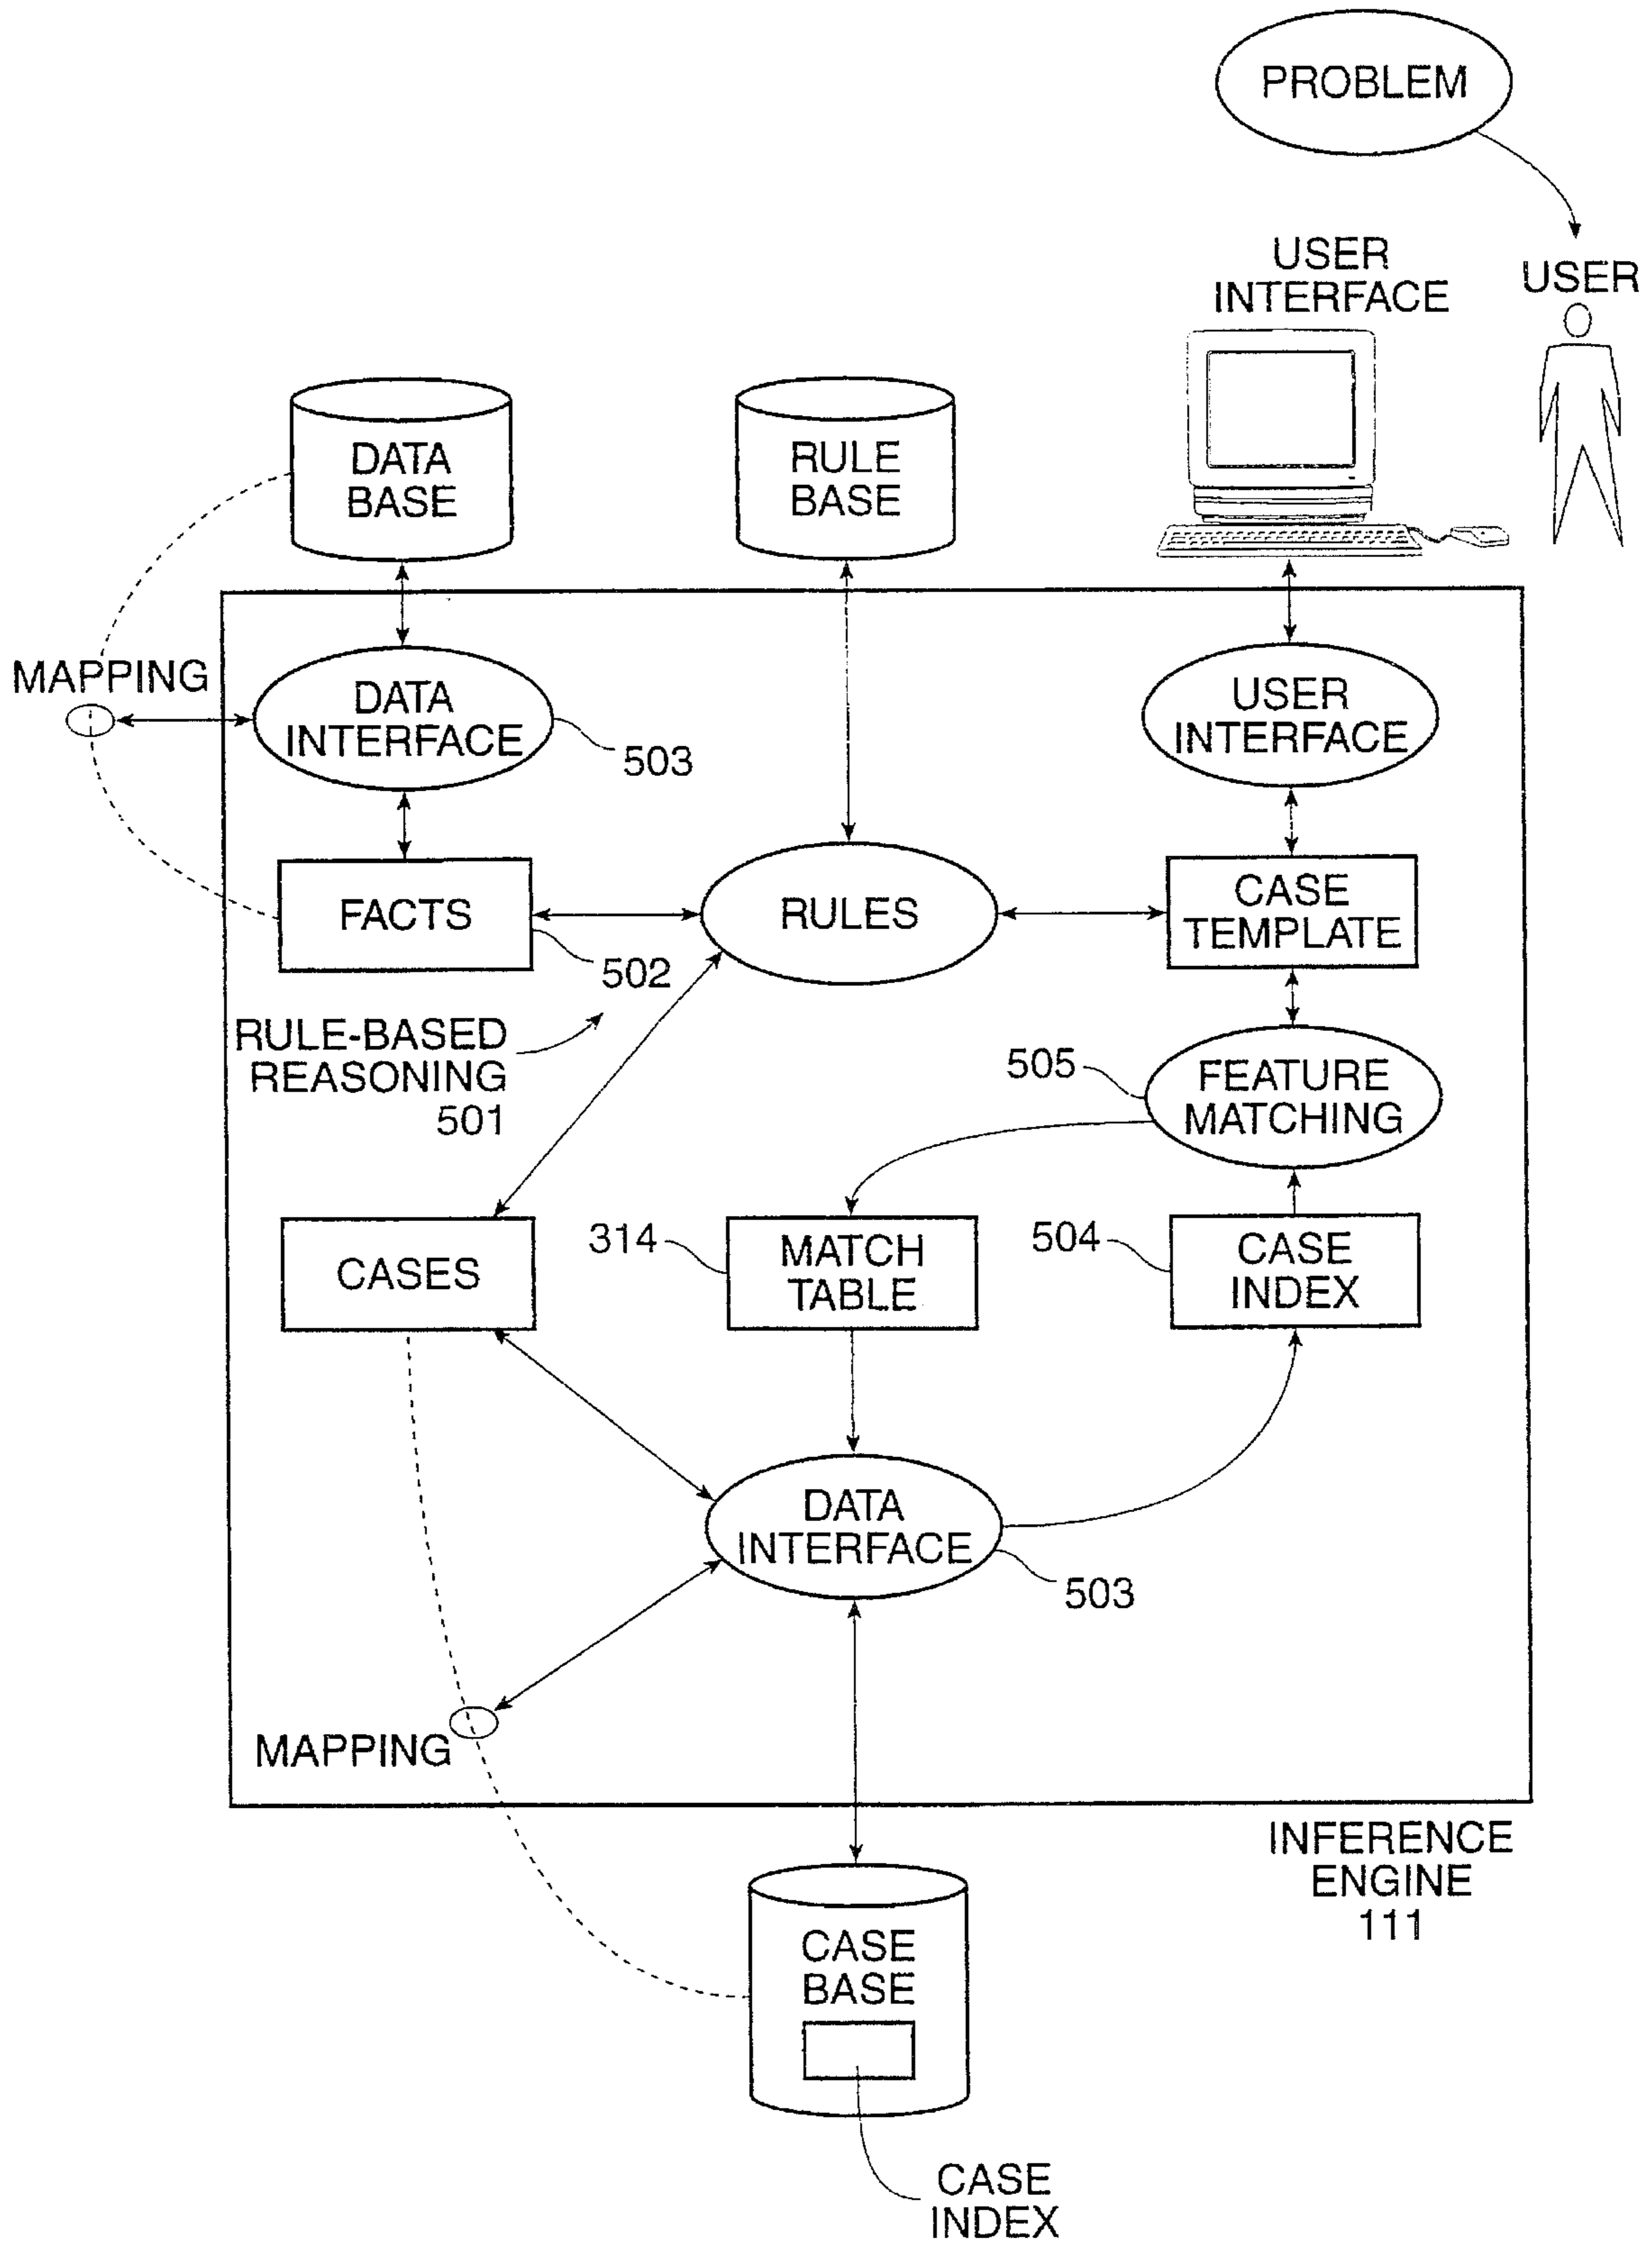 PROBLEM
USER
INTERFACE
USER
DATA
BASE
RULE
BASE
MAPPING
DATA
INTERFACE
503
USER
INTERFACE
FACTS
502
RULES
CASE
TEMPLATE
RULE-BASED
REASONING
501
505
FEATURE
MATCHING
CASES
314
MATCH
TABLE
504
CASE
INDEX
DATA
INTERFACE
503
MAPPING
INFERENCE
ENGINE
111
CASE
BASE
CASE
INDEX